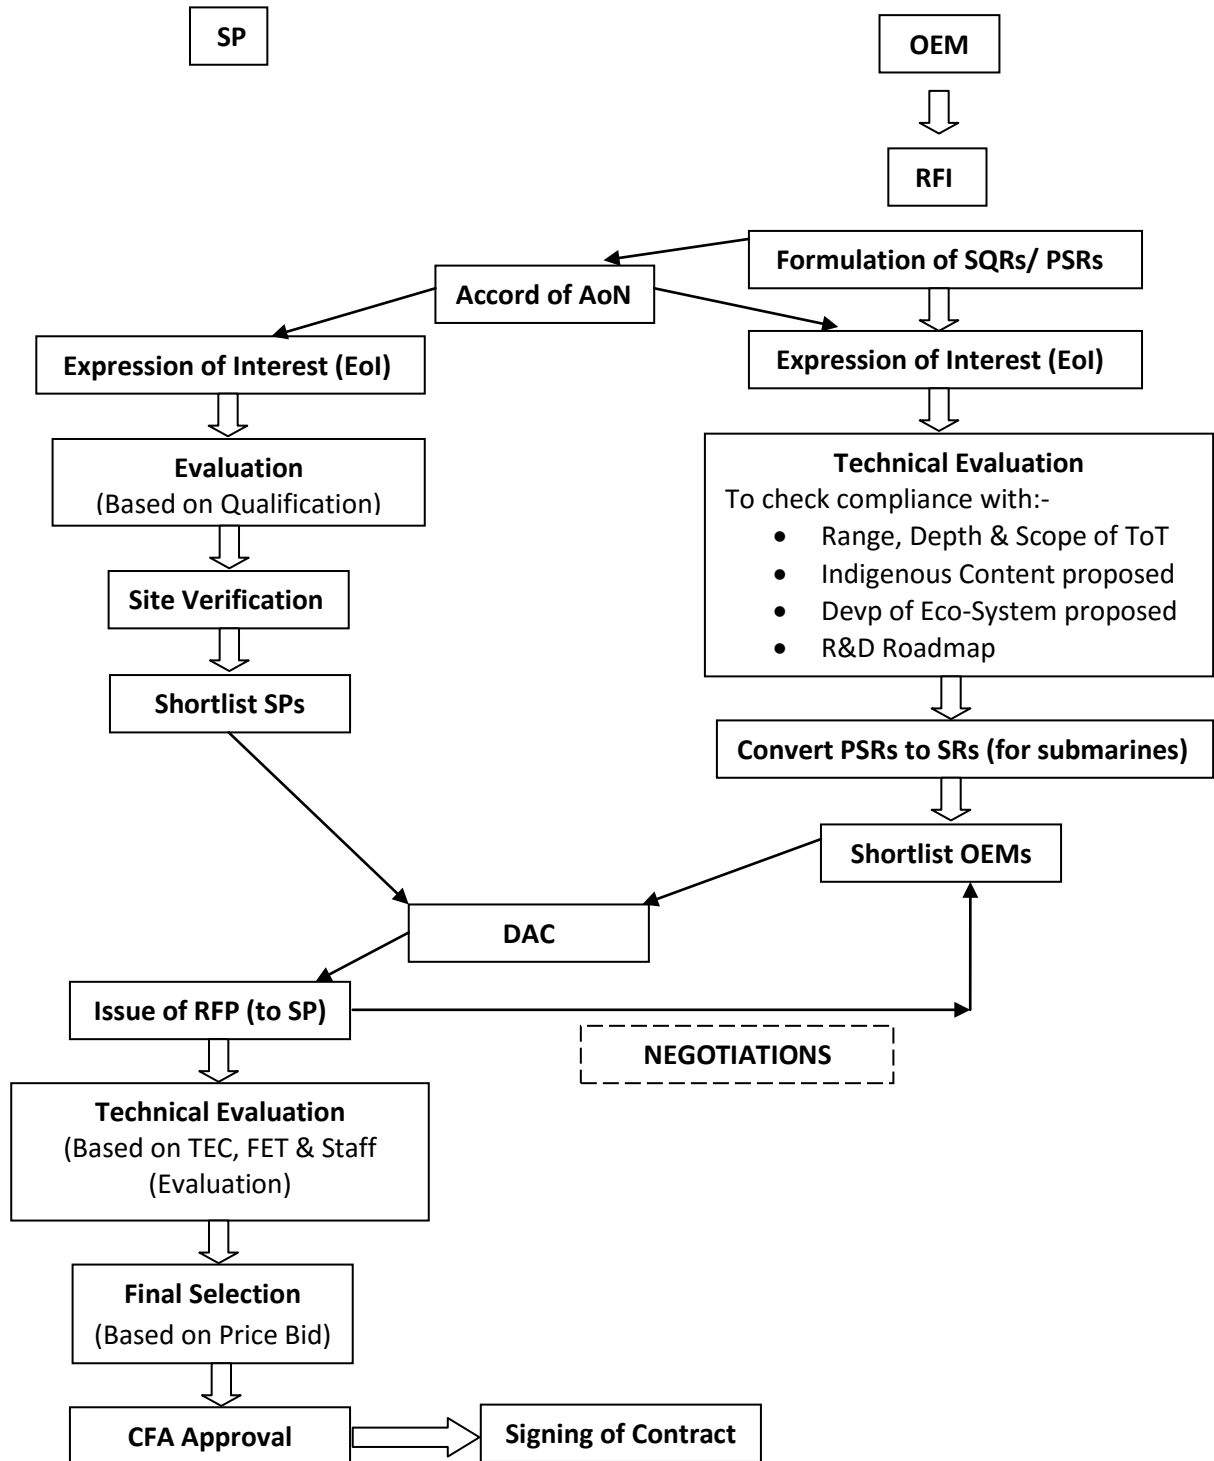 SP
OEM
RFI
Formulation of SQRs/ PSRs
Accord of AoN
Expression of Interest (EoI)
Expression of Interest (EoI)
Evaluation
(Based on Qualification)
Technical Evaluation
To check compliance with:-
• Range, Depth & Scope of ToT
• Indigenous Content proposed
• Devp of Eco-System proposed
• R&D Roadmap
Site Verification
Shortlist SPs
Convert PSRs to SRs (for submarines)
Shortlist OEMs
DAC
Issue of RFP (to SP)
NEGOTIATIONS
Technical Evaluation
(Based on TEC, FET & Staff
(Evaluation)
Final Selection
(Based on Price Bid)
CFA Approval
Signing of Contract